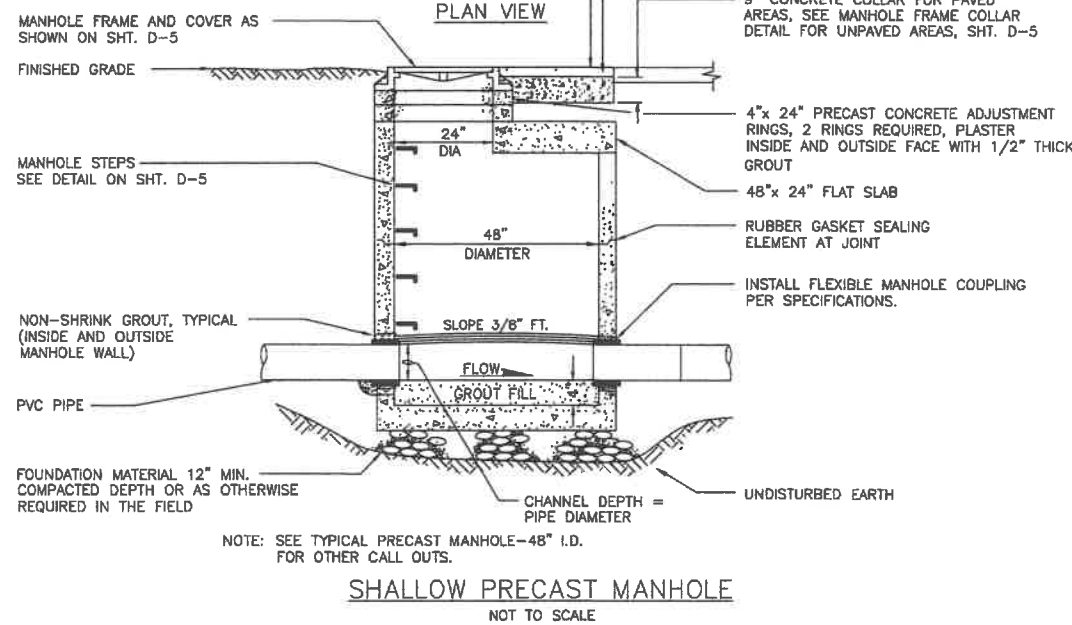 PLAN VIEW
MANHOLE FRAME AND COVER AS
SHOWN ON SHT. D-5
FINISHED GRADE
CONCRETE COLLAR FOR PAVED
AREAS, SEE MANHOLE FRAME COLLAR
DETAIL FOR UNPAVED AREAS, SHT. D-5
4"x 24" PRECAST CONCRETE ADJUSTMENT
RINGS, 2 RINGS REQUIRED, PLASTER
INSIDE AND OUTSIDE FACE WITH 1/2" THICK
GROUT
24"
DIA
MANHOLE STEPS
SEE DETAIL ON SHT. D-5
48"x 24" FLAT SLAB
RUBBER GASKET SEALING
ELEMENT AT JOINT
48"
DIAMETER
INSTALL FLEXIBLE MANHOLE COUPLING
PER SPECIFICATIONS.
NON-SHRINK GROUT, TYPICAL
(INSIDE AND OUTSIDE
MANHOLE WALL)
SLOPE 3/8" FT.
FLOW
GROUT FILL
PVC PIPE
FOUNDATION MATERIAL 12" MIN.
COMPACTED DEPTH OR AS OTHERWISE
REQUIRED IN THE FIELD
CHANNEL DEPTH =
PIPE DIAMETER
UNDISTURBED EARTH
NOTE: SEE TYPICAL PRECAST MANHOLE-48" I.D.
FOR OTHER CALL OUTS.
SHALLOW PRECAST MANHOLE
NOT TO SCALE